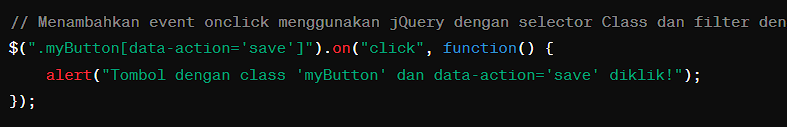 // Menambahkan event onclick menggunakan jQuery dengan selector Class dan filter den
$(".myButton[data-action='save']").on("click", function() {
    alert("Tombol dengan class 'myButton' dan data-action='save' diklik!");
});